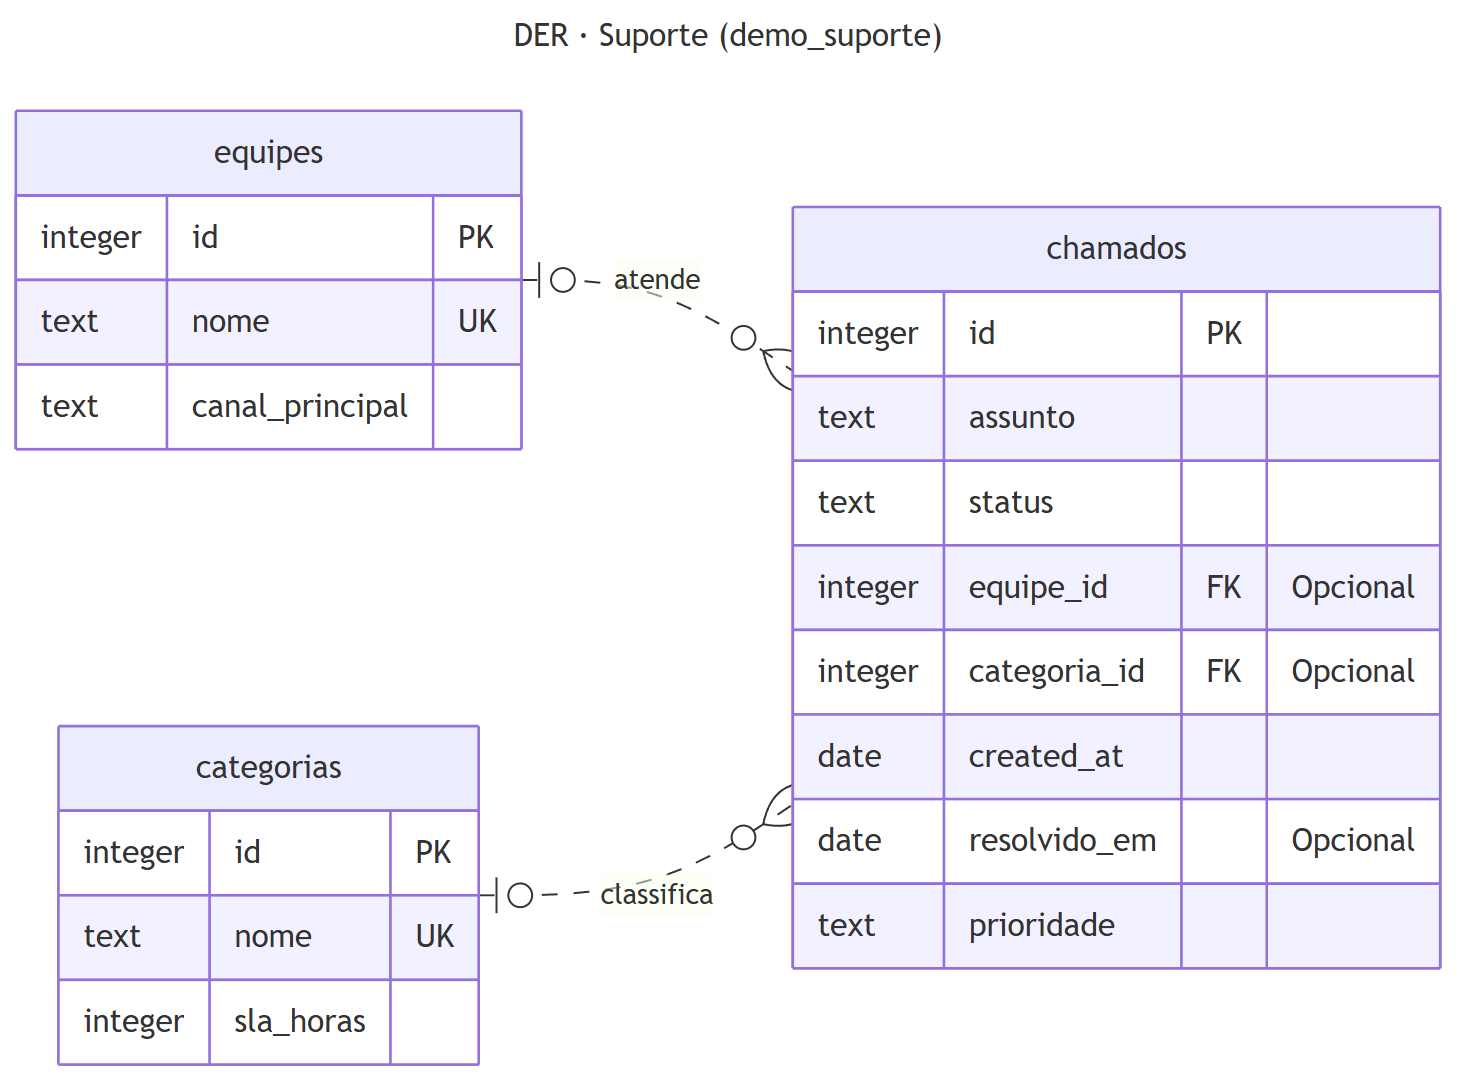 DER · Suporte (demo_suporte)
equipes
integer id PK
text nome UK
text canal_principal
atende
chamados
integer id PK
text assunto
text status
integer equipe_id FK Opcional
integer categoria_id FK Opcional
date created_at
date resolvido_em Opcional
text prioridade
categorias
integer id PK
text nome UK
integer sla_horas
classifica